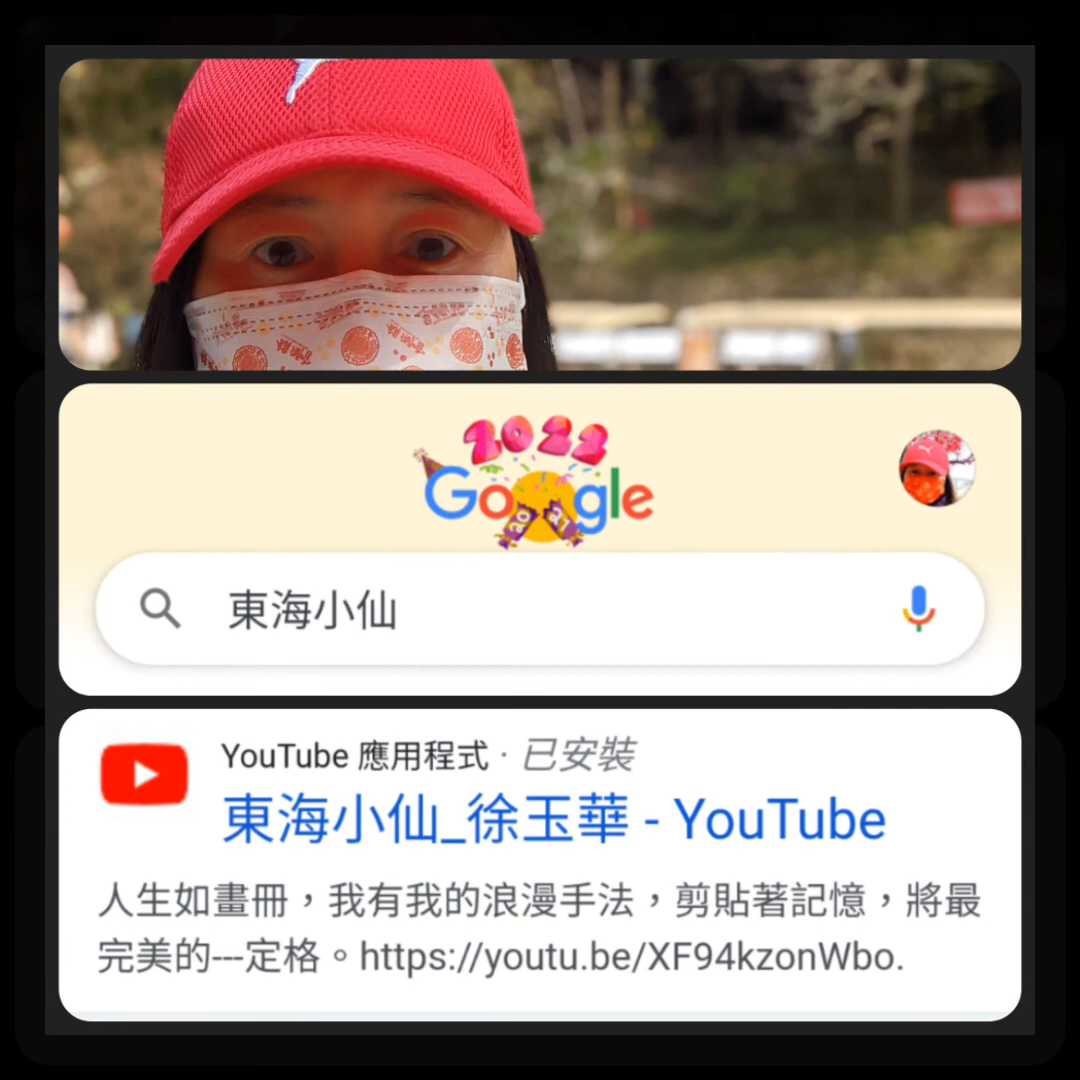 2022
Google
20 21
東海小仙
YouTube 應用程式 · 已安裝
東海小仙_徐玉華 - YouTube
人生如畫冊，我有我的浪漫手法，剪貼著記憶，將最
完美的---定格。https://youtu.be/XF94kzonWbo.